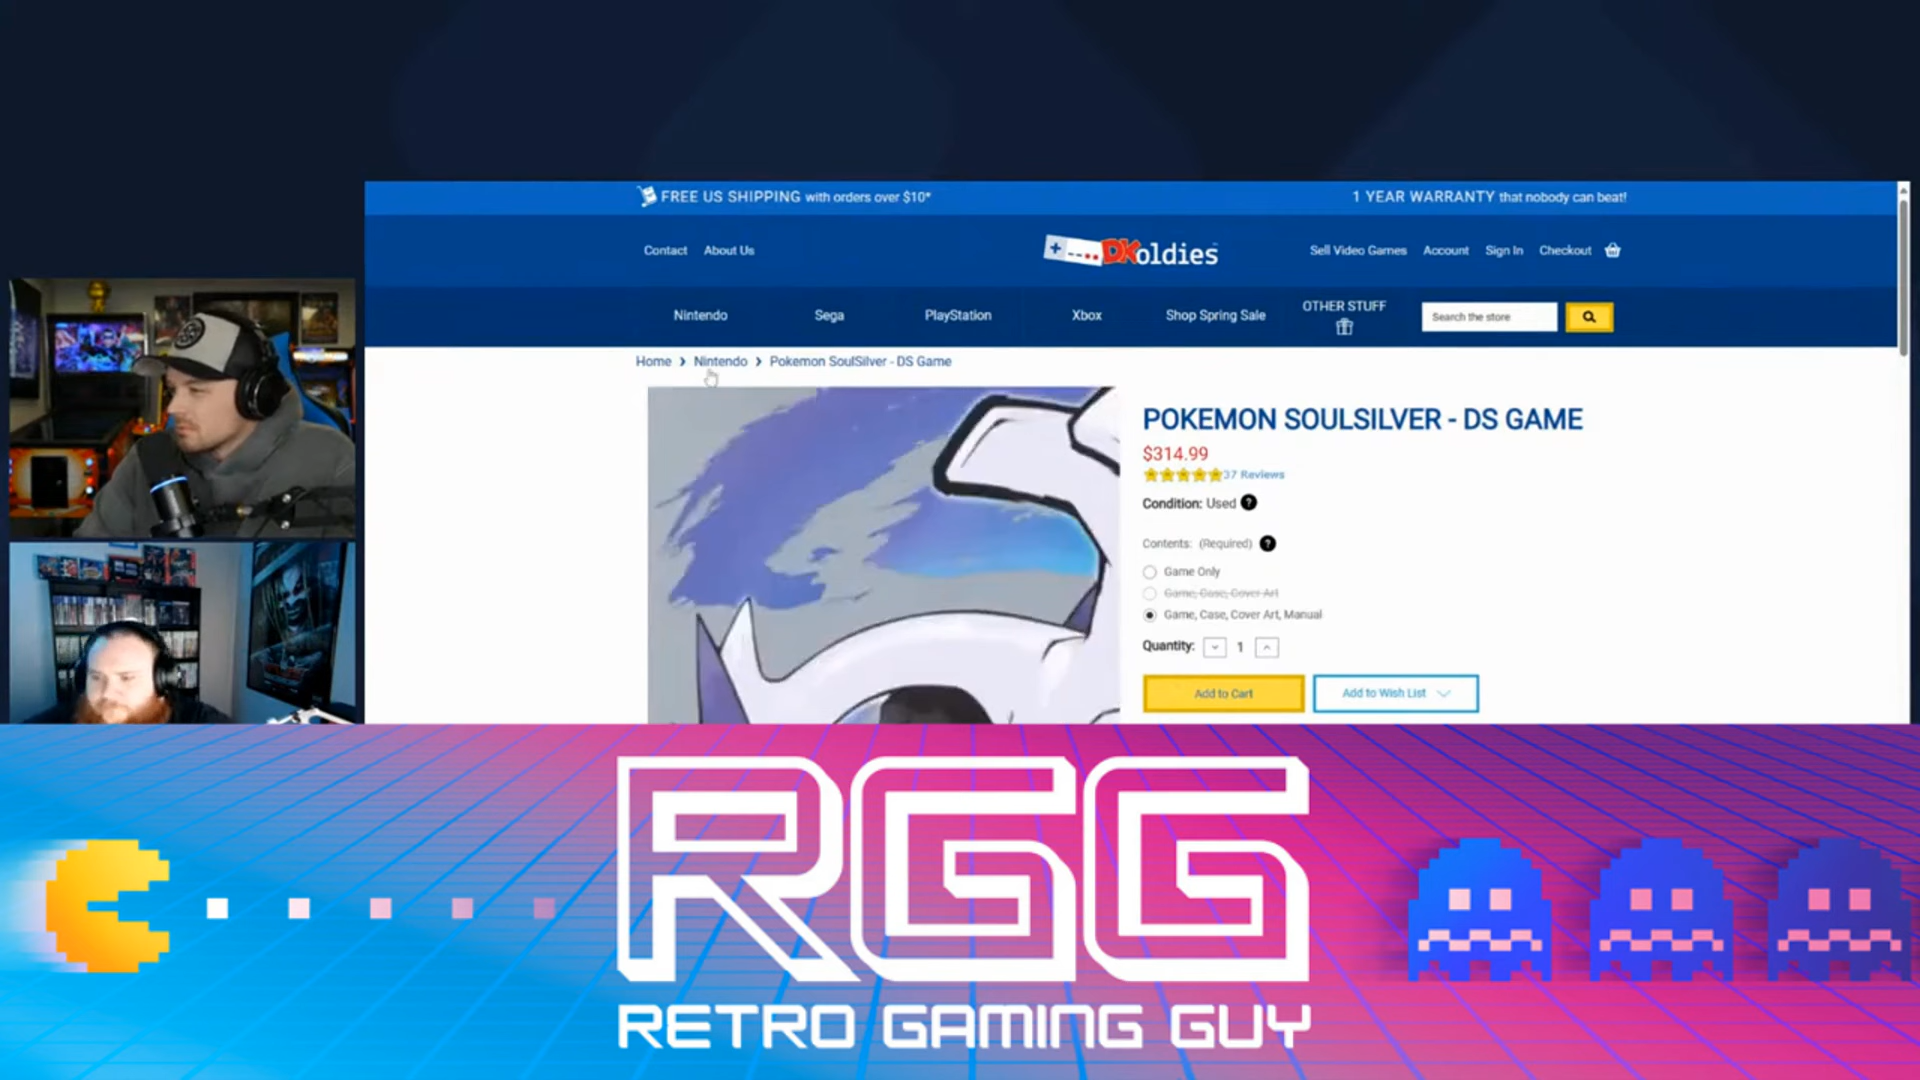 FREE US SHIPPING with orders over $10*
1 YEAR WARRANTY that nobody can beat!
Contact
About Us
DKoldies
Sell Video Games
Account
Sign In
Checkout
Nintendo
Sega
PlayStation
Xbox
Shop Spring Sale
OTHER STUFF
Search the store
Home > Nintendo > Pokemon SoulSilver - DS Game
POKEMON SOULSILVER - DS GAME
$314.99
37 Reviews
Condition: Used ?
Contents: (Required) ?
Game Only
Game, Case, Cover Art
Game, Case, Cover Art, Manual
Quantity: 1
Add to Cart
Add to Wish List
RGG
RETRO GAMING GUY